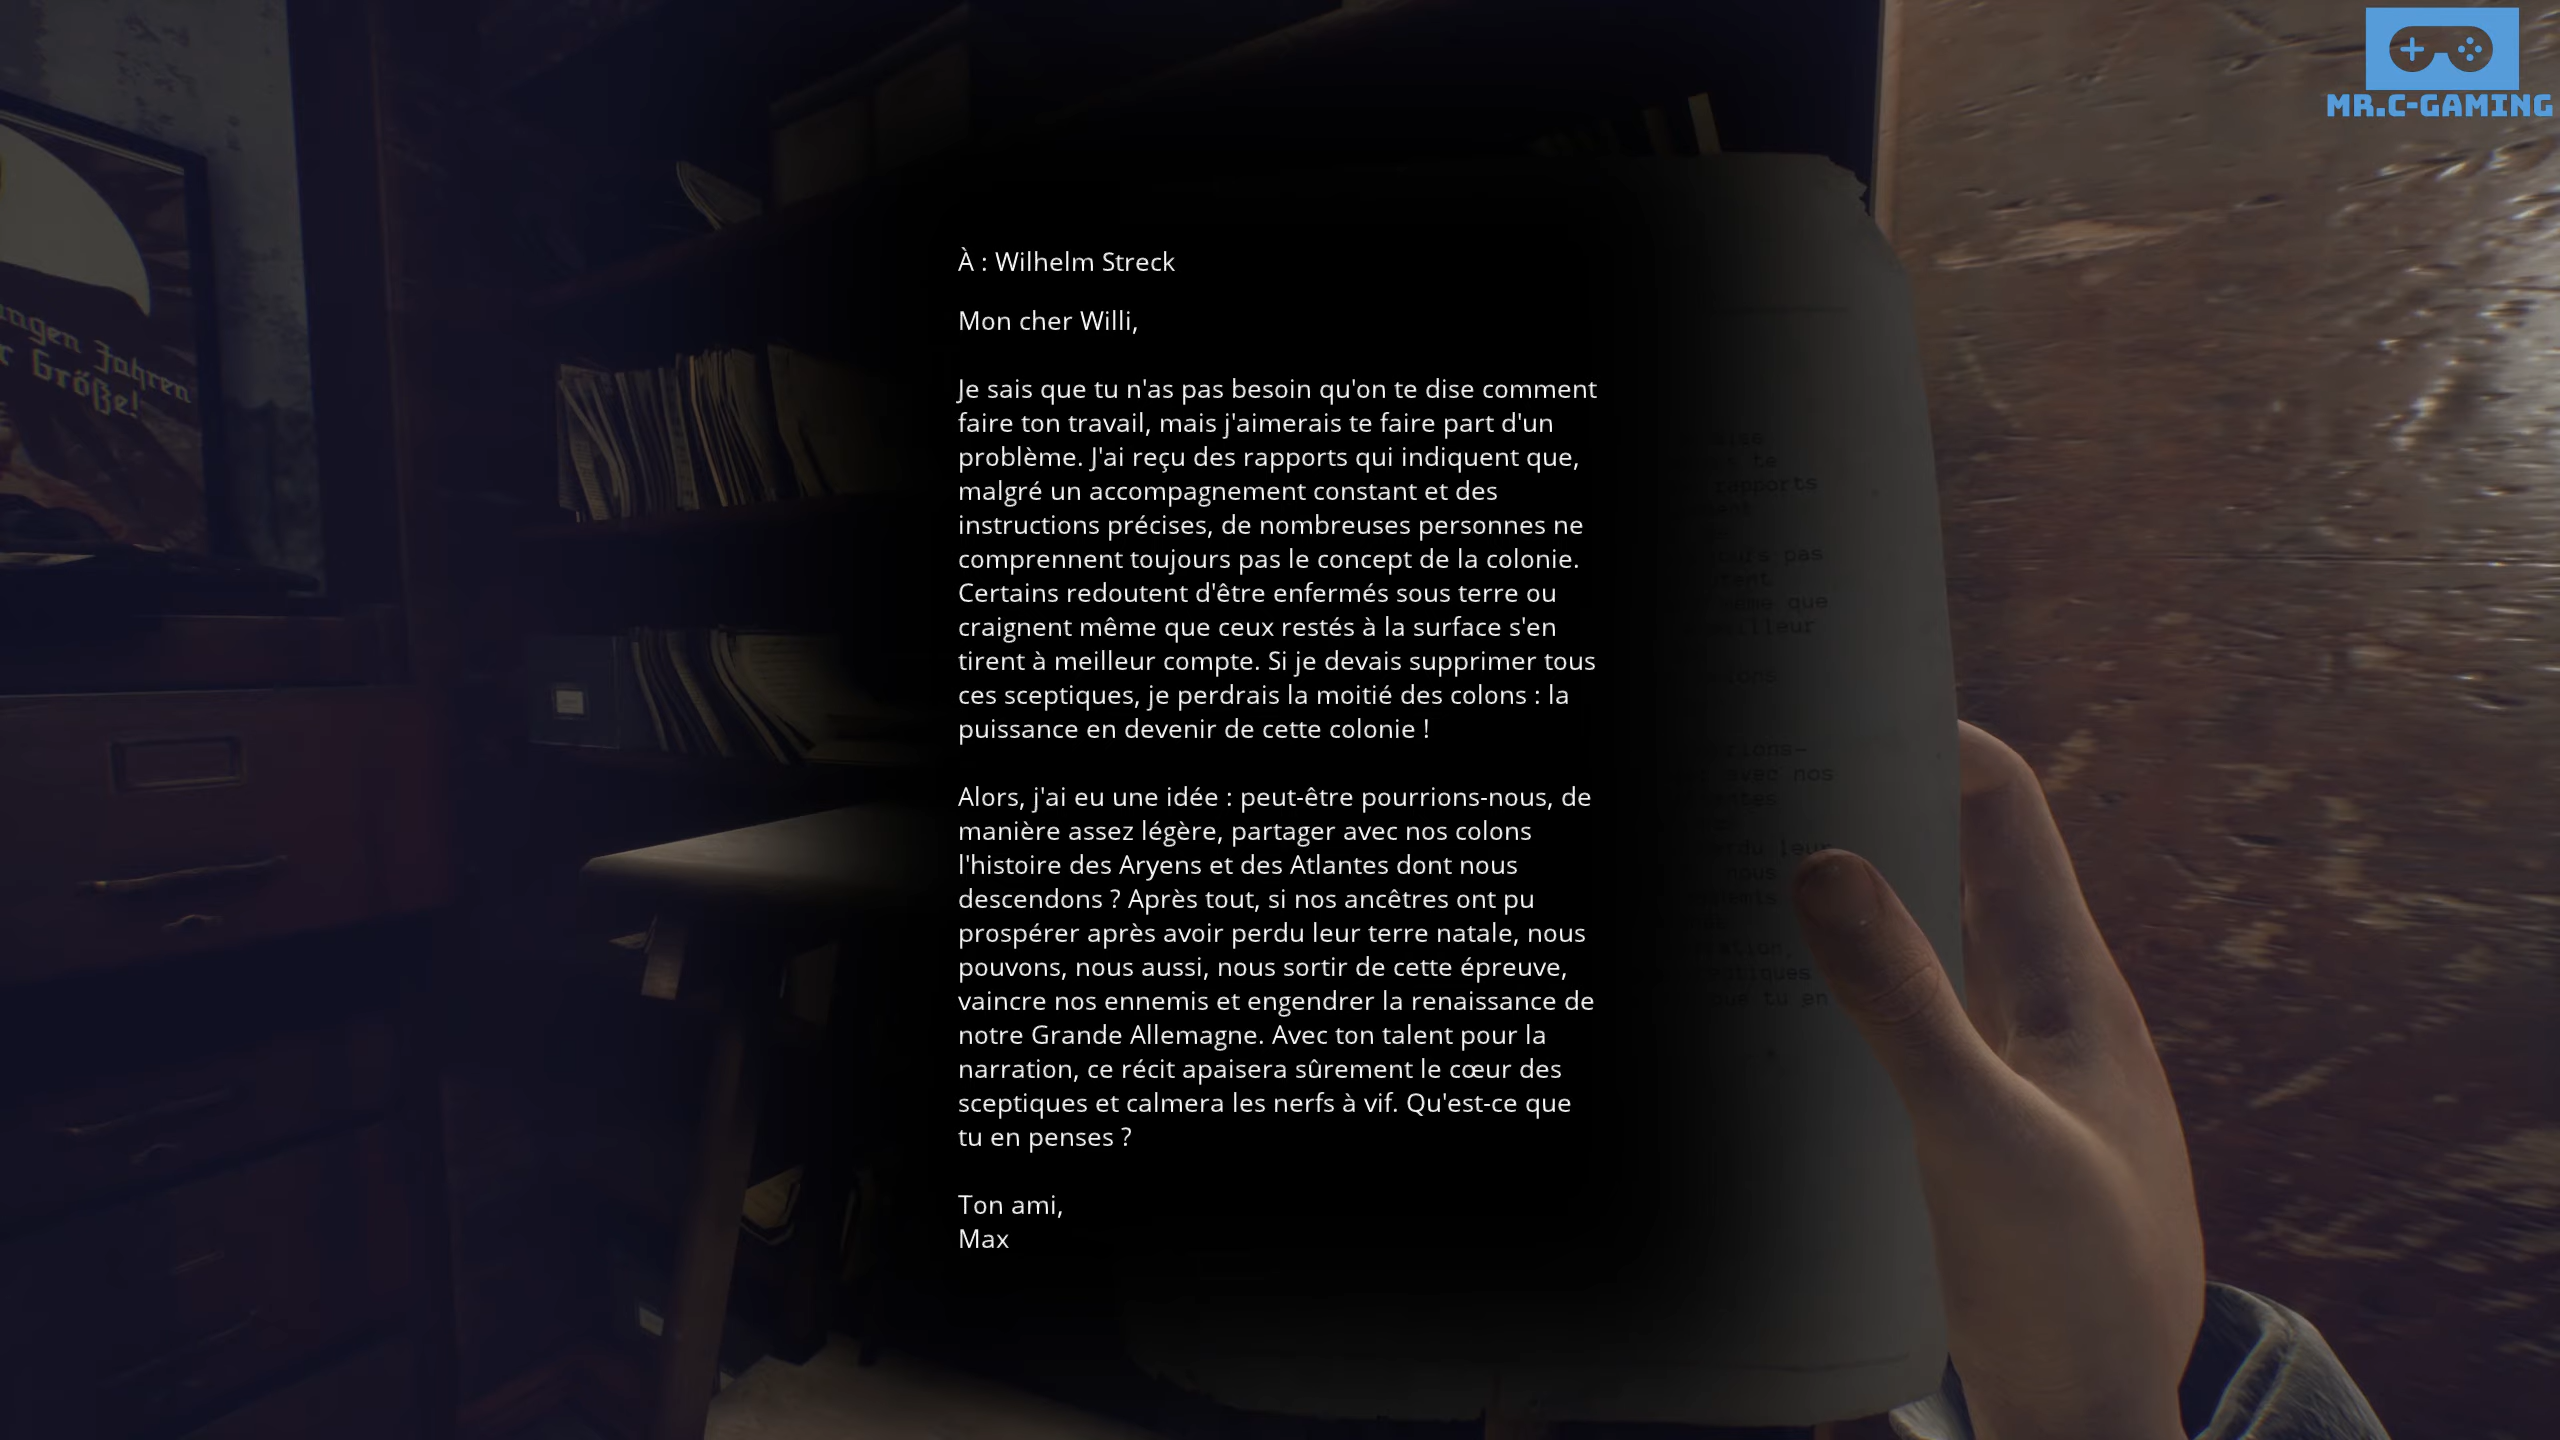 MR.C-GAMING
ungen Jahren
r Größe!
À : Wilhelm Streck
Mon cher Willi,
Je sais que tu n'as pas besoin qu'on te dise comment
faire ton travail, mais j'aimerais te faire part d'un
problème. J'ai reçu des rapports qui indiquent que,
malgré un accompagnement constant et des
instructions précises, de nombreuses personnes ne
comprennent toujours pas le concept de la colonie.
Certains redoutent d'être enfermés sous terre ou
craignent même que ceux restés à la surface s'en
tirent à meilleur compte. Si je devais supprimer tous
ces sceptiques, je perdrais la moitié des colons : la
puissance en devenir de cette colonie !
Alors, j'ai eu une idée : peut-être pourrions-nous, de
manière assez légère, partager avec nos colons
l'histoire des Aryens et des Atlantes dont nous
descendons ? Après tout, si nos ancêtres ont pu
prospérer après avoir perdu leur terre natale, nous
pouvons, nous aussi, nous sortir de cette épreuve,
vaincre nos ennemis et engendrer la renaissance de
notre Grande Allemagne. Avec ton talent pour la
narration, ce récit apaisera sûrement le cœur des
sceptiques et calmera les nerfs à vif. Qu'est-ce que
tu en penses ?
Ton ami,
Max